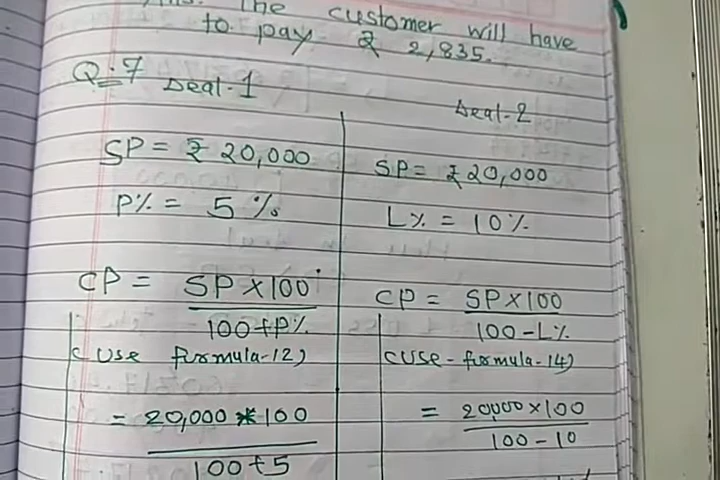 The customer will have
to pay ₹ 2,835.
Q.7 Deal-1
SP = ₹ 20,000
P% = 5 %
CP = SP × 100
100+P%
(use formula-12)
= 20,000 * 100
100+5
Deal-2
SP = ₹ 20,000
L% = 10%
CP = SP × 100
100 - L%
(use - formula-14)
= 20,000 × 100
100 - 10